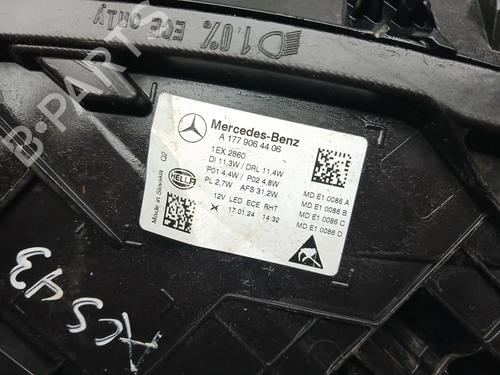 1,0% ECE only
Mercedes-Benz
A 177 906 44 06
1EX.2860
DI 11,3W / DRL 11,4W
P01 4,4W / P02 4,8W
PL 2,7W AFS 31,2W
12V LED ECE RHT
17.01.24 14:32
Q2
Made in Slovakia
HELLA
MD E1 0086 A
MD E1 0086 B
MD E1 0086 C
MD E1 0086 D
XCS43